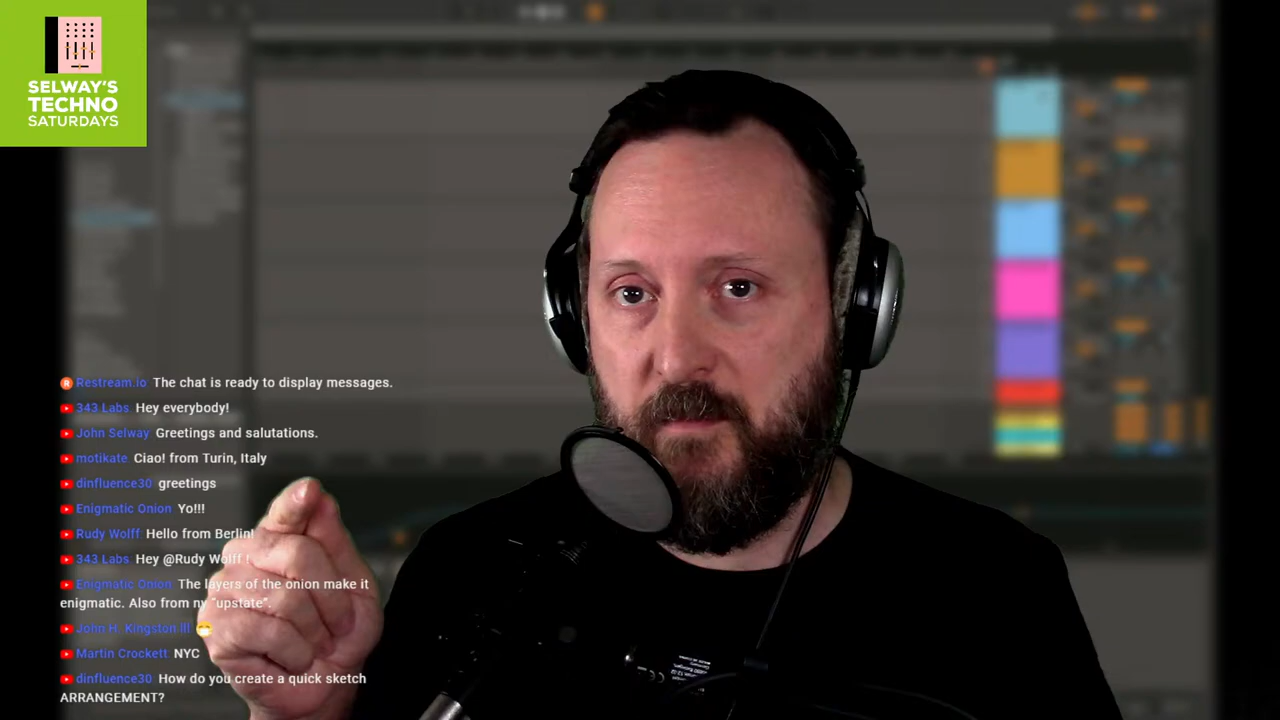 SELWAY'S
TECHNO
SATURDAYS
Restream.io The chat is ready to display messages.
343 Labs Hey everybody!
John Selway Greetings and salutations.
motikate Ciao! from Turin, Italy
dinfluence30 greetings
Enigmatic Onion Yo!!!
Rudy Wolff Hello from Berlin!
343 Labs Hey @Rudy Wolff !
Enigmatic Onion The layers of the onion make it
enigmatic. Also from ny "upstate".
John H. Kingston lll 😁
Martin Crockett NYC
dinfluence30 How do you create a quick sketch
ARRANGEMENT?